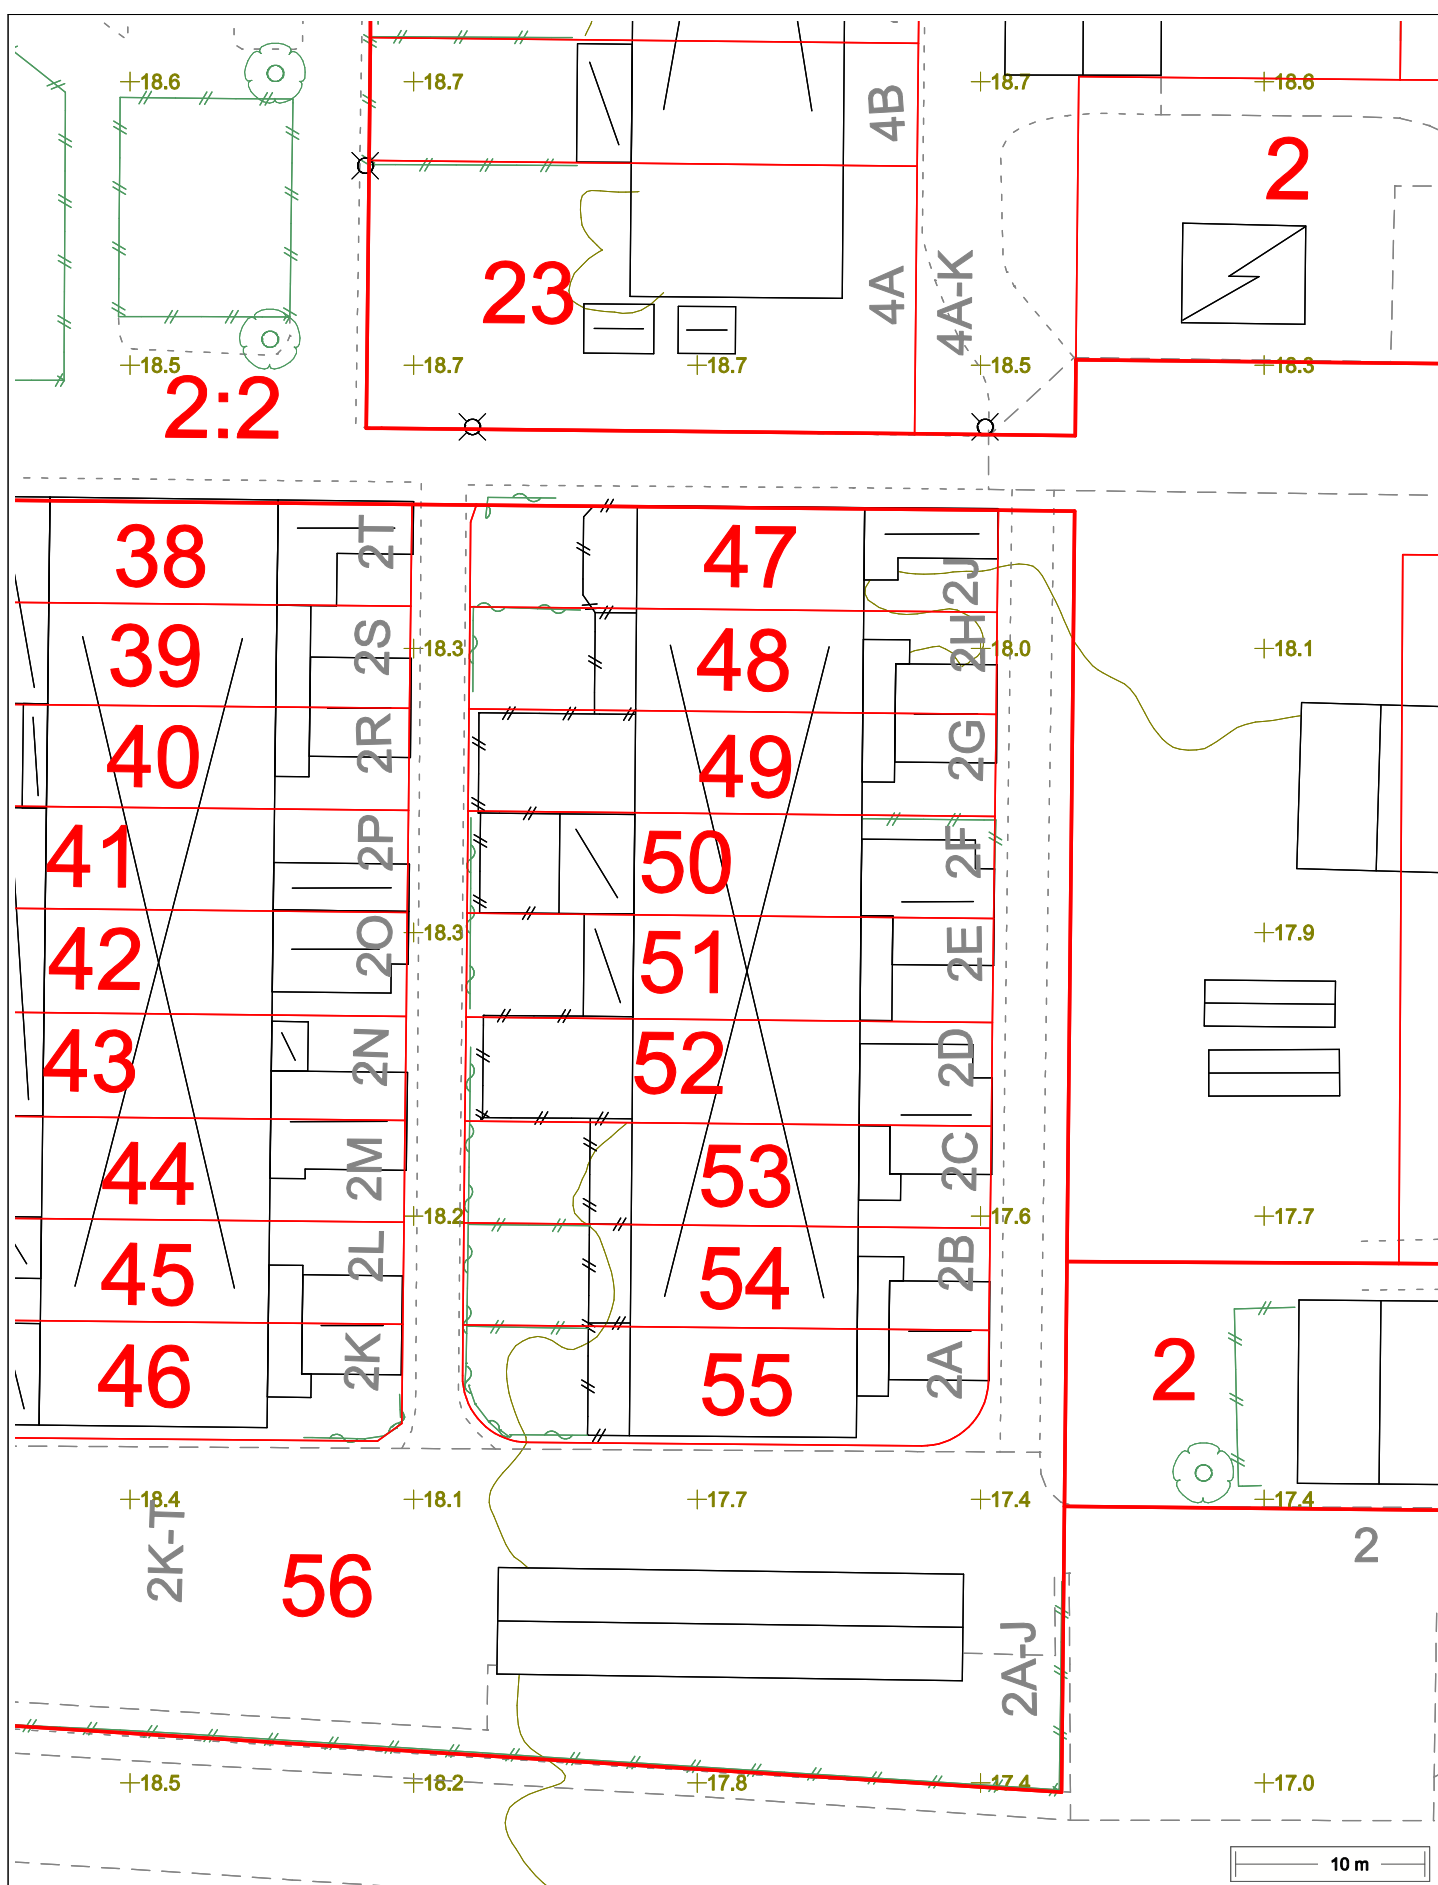 18.6
18.7
18.7
18.6
4B
2
23
4A
4A-K
18.5
18.7
18.7
18.5
18.3
2:2
38
2T
47
2J
39
2S
18.3
48
2H
18.0
18.1
40
2R
49
2G
41
2P
50
2F
42
2O
18.3
51
2E
17.9
43
2N
52
2D
44
2M
53
2C
18.2
17.6
17.7
45
2L
54
2B
46
2K
55
2A
2
18.4
18.1
17.7
17.4
17.4
2K-T
56
2
2A-J
18.5
18.2
17.8
17.4
17.0
10 m